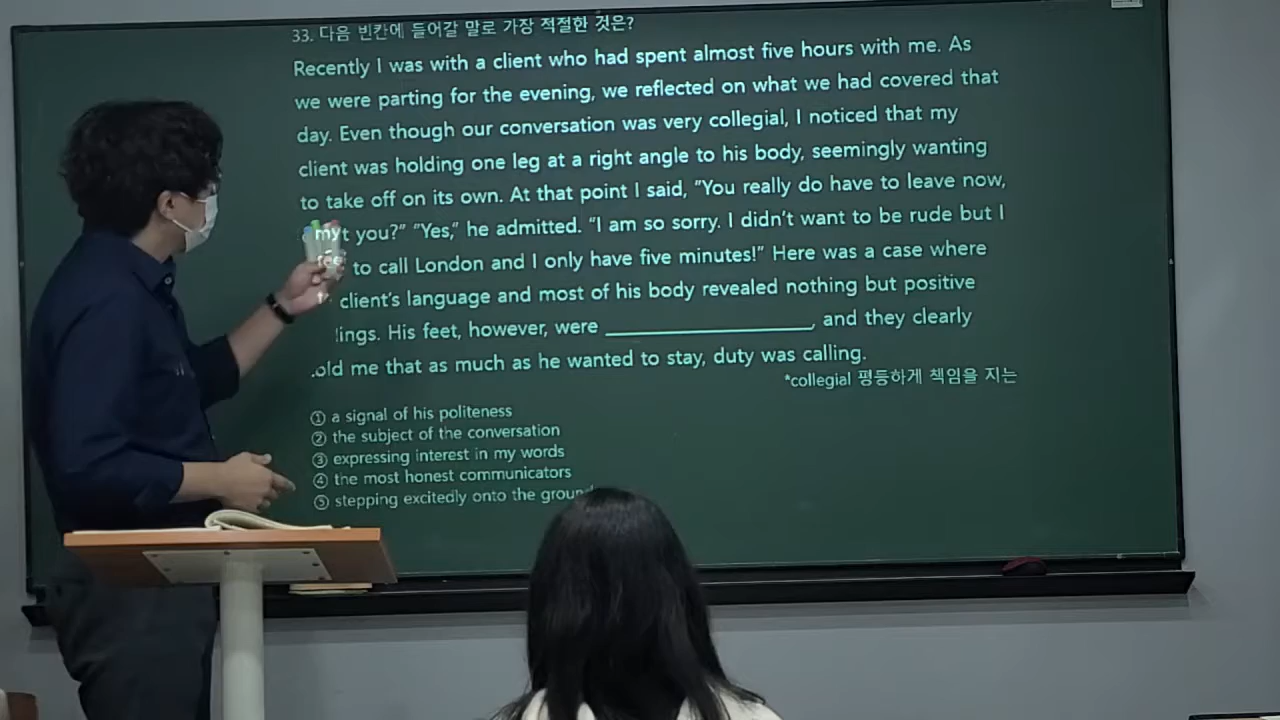 33. 다음 빈칸에 들어갈 말로 가장 적절한 것은?
Recently I was with a client who had spent almost five hours with me. As
we were parting for the evening, we reflected on what we had covered that
day. Even though our conversation was very collegial, I noticed that my
client was holding one leg at a right angle to his body, seemingly wanting
to take off on its own. At that point I said, “You really do have to leave now,
you?” “Yes,” he admitted. “I am so sorry. I didn’t want to be rude but I
to call London and I only have five minutes!” Here was a case where
client’s language and most of his body revealed nothing but positive
lings. His feet, however, were ____________________, and they clearly
old me that as much as he wanted to stay, duty was calling.
*collegial 평등하게 책임을 지는
① a signal of his politeness
② the subject of the conversation
③ expressing interest in my words
④ the most honest communicators
⑤ stepping excitedly onto the ground